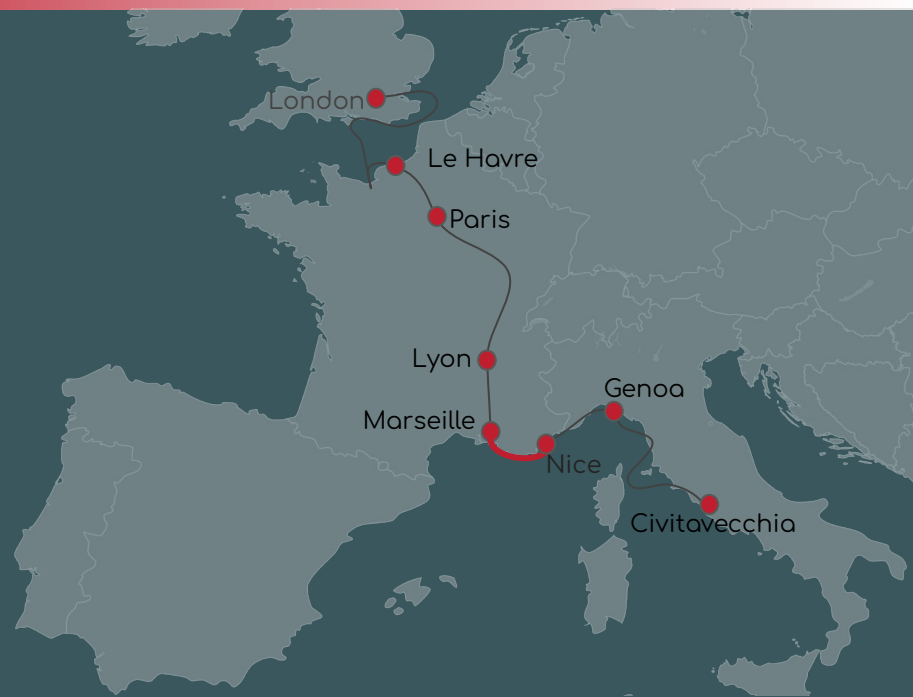 London
Le Havre
Paris
Lyon
Genoa
Marseille
Nice
Civitavecchia